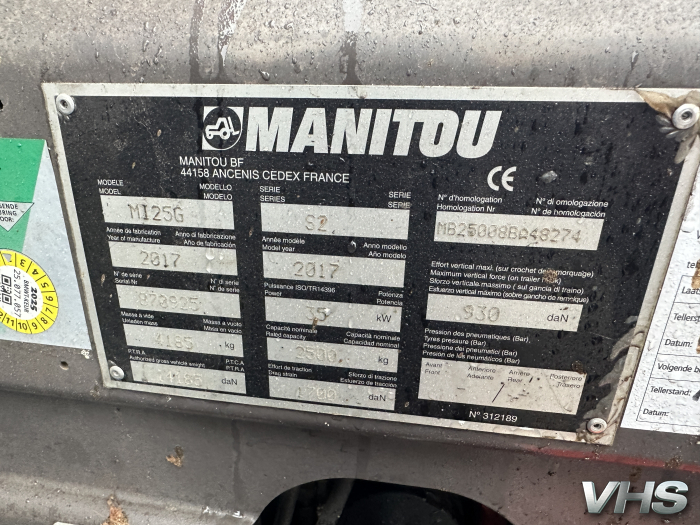 MANITOU
MANITOU BF
44158 ANCENIS CEDEX FRANCE
CE
MODELE MODELLO
MODEL MODELO
MI25G
SERIE SERIE
SERIES SERIE
S2
N° d'homologation N° di omologazione
Homologation Nr N° de homologación
MB25008BA48274
Année de fabrication Anno di fabricazione
Year of manufacture Año de fabricación
2017
Année modèle Anno modello
Model year Año modelo
2017
Effort vertical maxi. (sur crochet de remorquage)
Maximum vertical force (on trailer hook)
Sforzo verticale massimo ( sul gancio di traino)
Esfuerzo vertical máximo (sobre gancho de remnique)
930 daN
N° de série N° di serie
Serial Nr N° de serie
Puissance ISO/TR14396 Potenza
Power Potencia
kW
Masse à vide Massa a vuoto
Unladen mass Masa en vacío
kg
Capacité nominale Capacità nominale
Rated capacity Capacidad nominal
2500 kg
Pression des pneumatiques (Bar)
Tyres pressure (Bar)
Pressione dei pneumatici (Bar)
Presión de los neumáticos (Bar)
Avant Anteriore Arrière Posteriore
Front Adelante Rear Trasero
P.T.R.A. P.T.C.A
Authorized gross vehicle weight P.T.R.A
daN
Effort de traction Sforzo di trazione
Drag strain Esfuerzo de tracción
daN
N° 312189
2025
Tellerstand:
Datum:
Volgende b
Tellerstand
Datum:
VHS